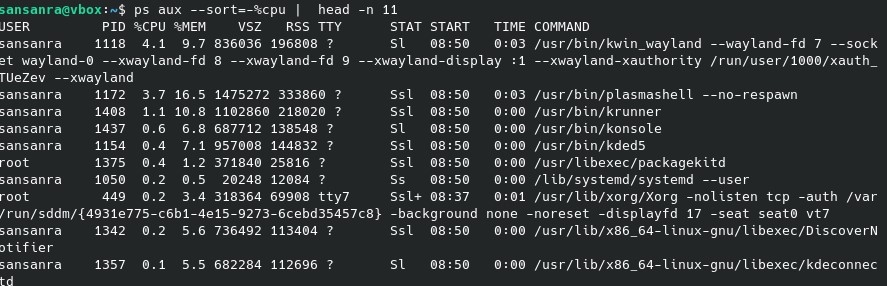 sansanra@vbox:~$ ps aux --sort=-%cpu |  head -n 11
USER         PID %CPU %MEM    VSZ   RSS TTY      STAT START   TIME COMMAND
sansanra    1118  4.1  9.7 836036 196808 ?       Sl   08:50   0:03 /usr/bin/kwin_wayland --wayland-fd 7 --sock
et wayland-0 --xwayland-fd 8 --xwayland-fd 9 --xwayland-display :1 --xwayland-xauthority /run/user/1000/xauth_
TUeZev --xwayland
sansanra    1172  3.7 16.5 1475272 333860 ?      Ssl  08:50   0:03 /usr/bin/plasmashell --no-respawn
sansanra    1408  1.1 10.8 1102860 218020 ?      Ssl  08:50   0:00 /usr/bin/krunner
sansanra    1437  0.6  6.8 687712 138548 ?       Sl   08:50   0:00 /usr/bin/konsole
sansanra    1154  0.4  7.1 957008 144832 ?       Ssl  08:50   0:00 /usr/bin/kded5
root        1375  0.4  1.2 371840 25816 ?        Ssl  08:50   0:00 /usr/libexec/packagekitd
sansanra    1050  0.2  0.5  20248 12084 ?        Ss   08:50   0:00 /lib/systemd/systemd --user
root         449  0.2  3.4 318364 69908 tty7     Ssl+ 08:37   0:01 /usr/lib/xorg/Xorg -nolisten tcp -auth /var
/run/sddm/{4931e775-c6b1-4e15-9273-6cebd35457c8} -background none -noreset -displayfd 17 -seat seat0 vt7
sansanra    1342  0.2  5.6 736492 113404 ?       Ssl  08:50   0:00 /usr/lib/x86_64-linux-gnu/libexec/DiscoverN
otifier
sansanra    1357  0.1  5.5 682284 112696 ?       Sl   08:50   0:00 /usr/lib/x86_64-linux-gnu/libexec/kdeconnec
td